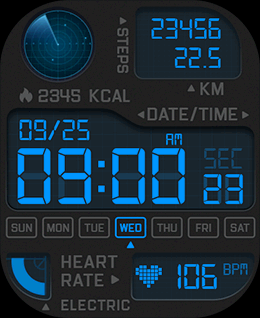 STEPS
23456
22.5
2345 KCAL
KM
DATE/TIME
09/25
AM
09:00
SEC
23
SUN MON TUE WED THU FRI SAT
HEART
RATE
106 BPM
ELECTRIC